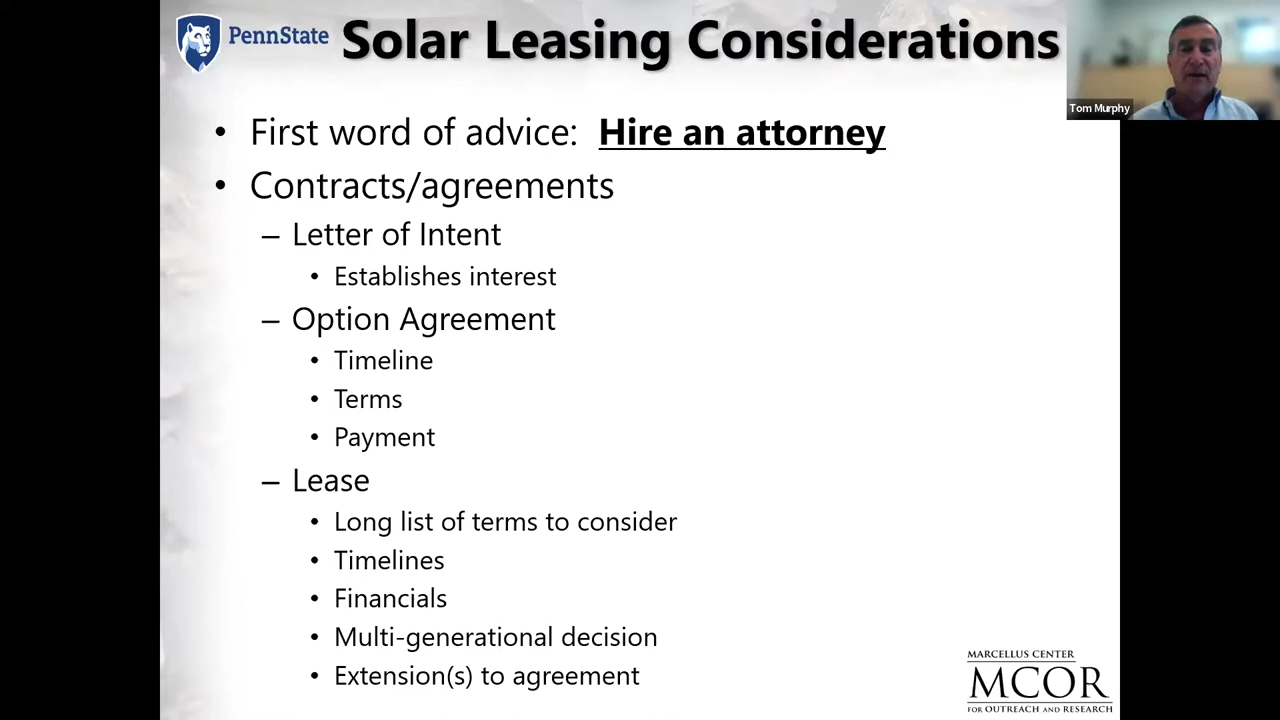 PennState
Solar Leasing Considerations
Tom Murphy
• First word of advice: Hire an attorney
• Contracts/agreements
– Letter of Intent
• Establishes interest
– Option Agreement
• Timeline
• Terms
• Payment
– Lease
• Long list of terms to consider
• Timelines
• Financials
• Multi-generational decision
• Extension(s) to agreement
MARCELLUS CENTER
MCOR
FOR OUTREACH AND RESEARCH